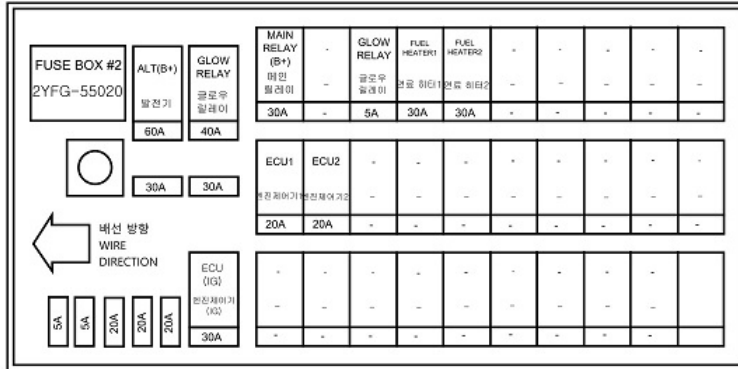 FUSE BOX #2
2YFG-55020
ALT(B+)
발전기
60A
GLOW
RELAY
글로우
릴레이
40A
30A
30A
배선 방향
WIRE
DIRECTION
ECU
(IG)
엔진제어기
(IG)
30A
5A
5A
20A
20A
20A
MAIN
RELAY
(B+)
메인
릴레이
30A
-
-
-
GLOW
RELAY
글로우
릴레이
5A
FUEL
HEATER1
연료 히터1
30A
FUEL
HEATER2
연료 히터2
30A
- - - - -
- - - - -
- - - - -
ECU1
엔진제어기1
20A
ECU2
엔진제어기2
20A
- - - - - - - -
- - - - - - - -
- - - - - - -
- - - - - - - - -
- - - - - - - - -
- - - - - - - - -